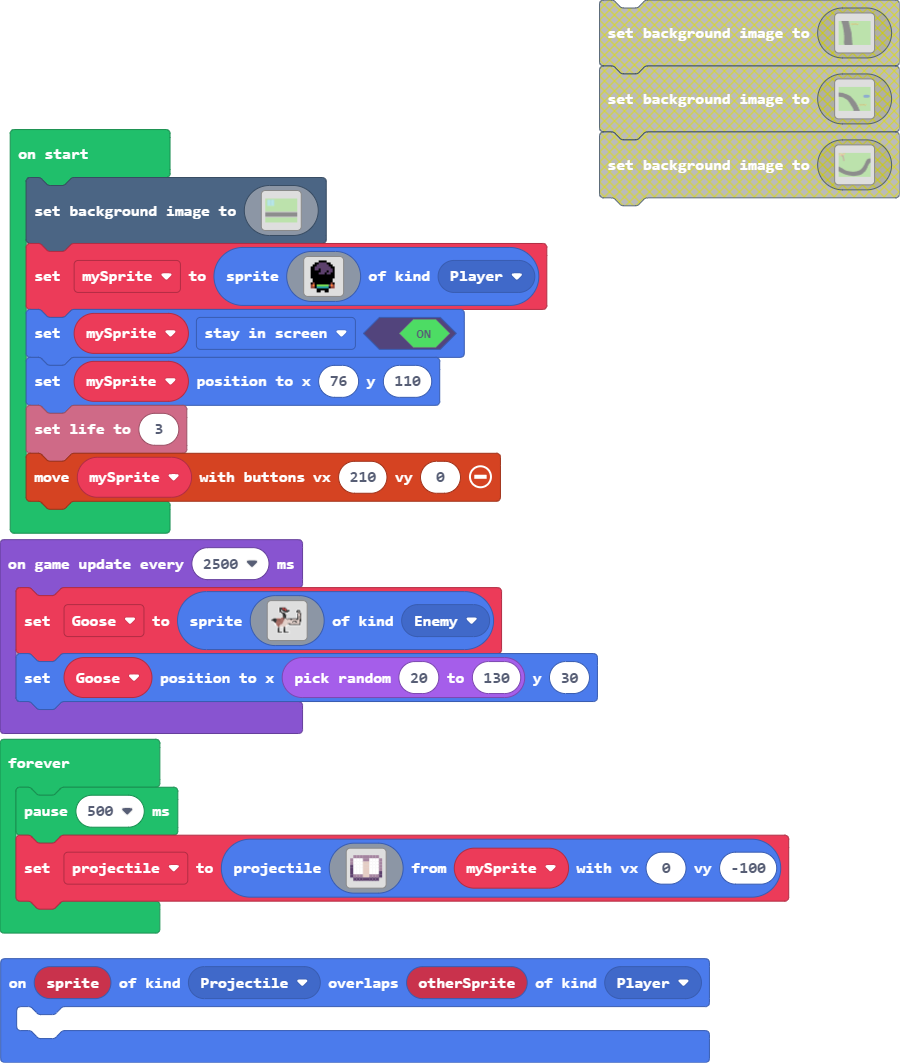 set background image to
set background image to
set background image to
on start
set background image to
set mySprite to sprite of kind Player
set mySprite stay in screen ON
set mySprite position to x 76 y 110
set life to 3
move mySprite with buttons vx 210 vy 0
on game update every 2500 ms
set Goose to sprite of kind Enemy
set Goose position to x pick random 20 to 130 y 30
forever
pause 500 ms
set projectile to projectile from mySprite with vx 0 vy -100
on sprite of kind Projectile overlaps otherSprite of kind Player